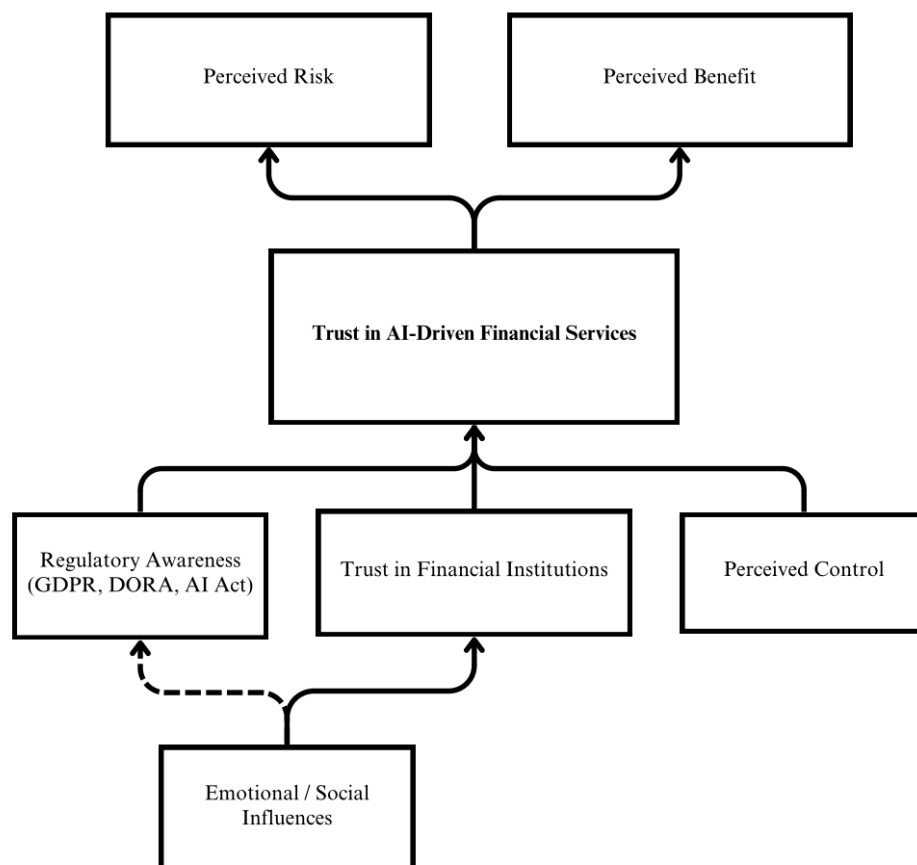 Perceived Risk
Perceived Benefit
Trust in AI-Driven Financial Services
Regulatory Awareness
(GDPR, DORA, AI Act)
Trust in Financial Institutions
Perceived Control
Emotional / Social
Influences